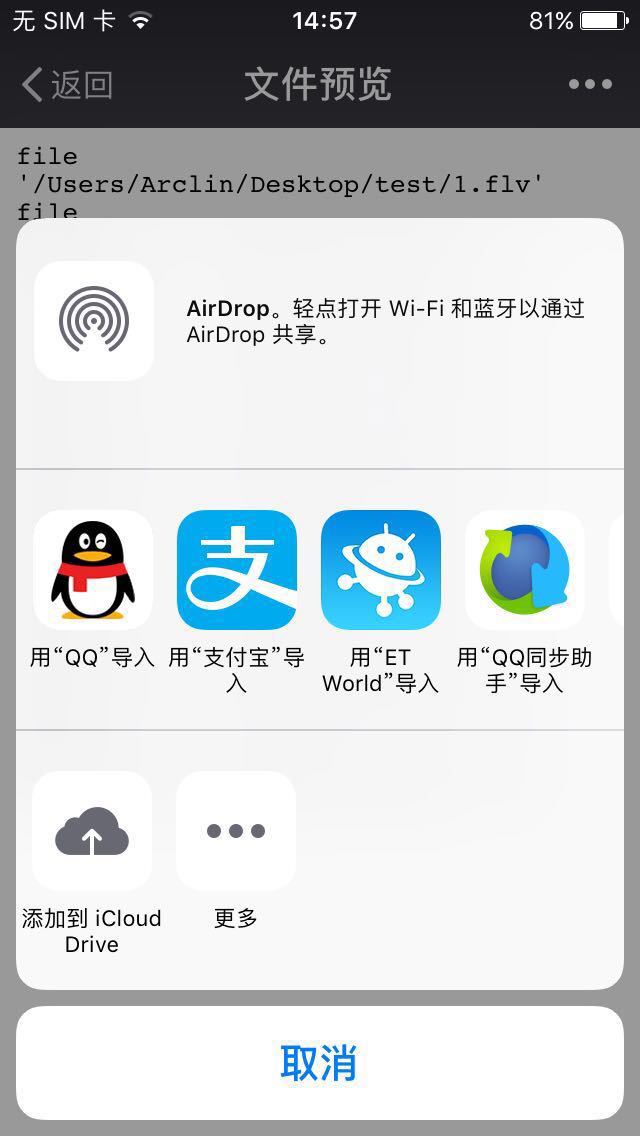 无 SIM 卡
14:57
81%
返回
文件预览
file
'/Users/Arclin/Desktop/test/1.flv'
file
AirDrop。轻点打开 Wi-Fi 和蓝牙以通过
AirDrop 共享。
支
用“QQ”导入
用“支付宝”导
入
用“ET
World”导入
用“QQ同步助
手”导入
添加到 iCloud
Drive
更多
取消